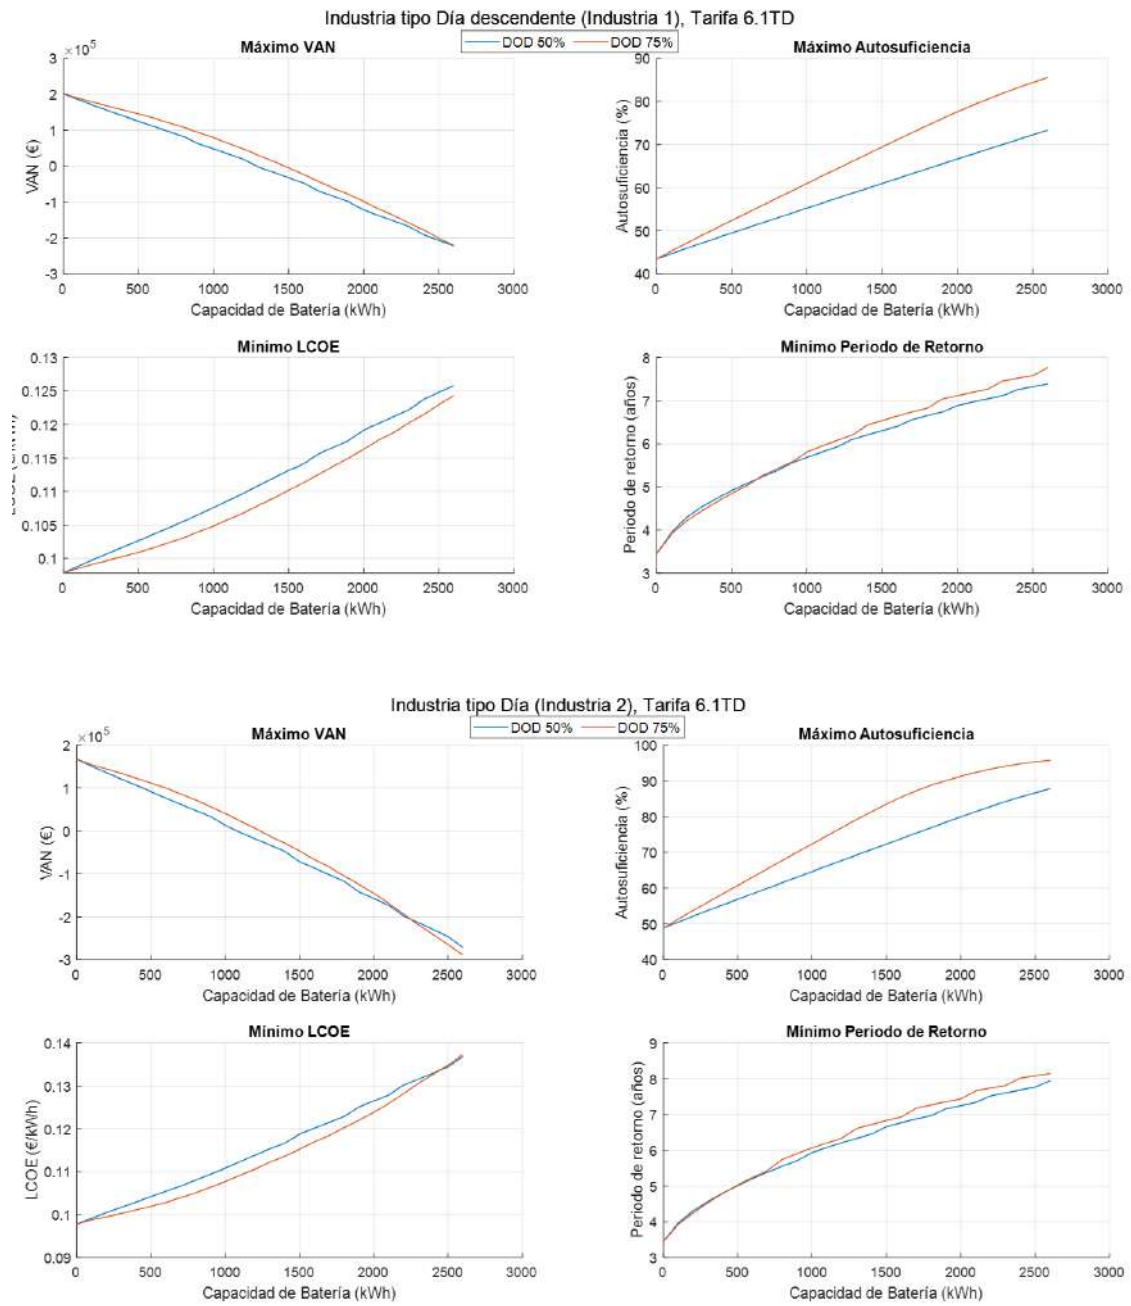 Industria tipo Día descendente (Industria 1), Tarifa 6.1TD
DOD 50% DOD 75%
Máximo VAN
×10^5
3
2
1
0
-1
-2
-3
VAN (€)
0 500 1000 1500 2000 2500 3000
Capacidad de Batería (kWh)
Máximo Autosuficiencia
90
80
70
60
50
40
Autosuficiencia (%)
0 500 1000 1500 2000 2500 3000
Capacidad de Batería (kWh)
Mínimo LCOE
0.13
0.125
0.12
0.115
0.11
0.105
0.1
0 500 1000 1500 2000 2500 3000
Capacidad de Batería (kWh)
Mínimo Periodo de Retorno
8
7
6
5
4
3
Periodo de retorno (años)
0 500 1000 1500 2000 2500 3000
Capacidad de Batería (kWh)
Industria tipo Día (Industria 2), Tarifa 6.1TD
DOD 50% DOD 75%
Máximo VAN
×10^5
2
1
0
-1
-2
-3
VAN (€)
0 500 1000 1500 2000 2500 3000
Capacidad de Batería (kWh)
Máximo Autosuficiencia
100
90
80
70
60
50
40
Autosuficiencia (%)
0 500 1000 1500 2000 2500 3000
Capacidad de Batería (kWh)
Mínimo LCOE
0.14
0.13
0.12
0.11
0.1
0.09
LCOE (€/kWh)
0 500 1000 1500 2000 2500 3000
Capacidad de Batería (kWh)
Mínimo Periodo de Retorno
9
8
7
6
5
4
3
Periodo de retorno (años)
0 500 1000 1500 2000 2500 3000
Capacidad de Batería (kWh)